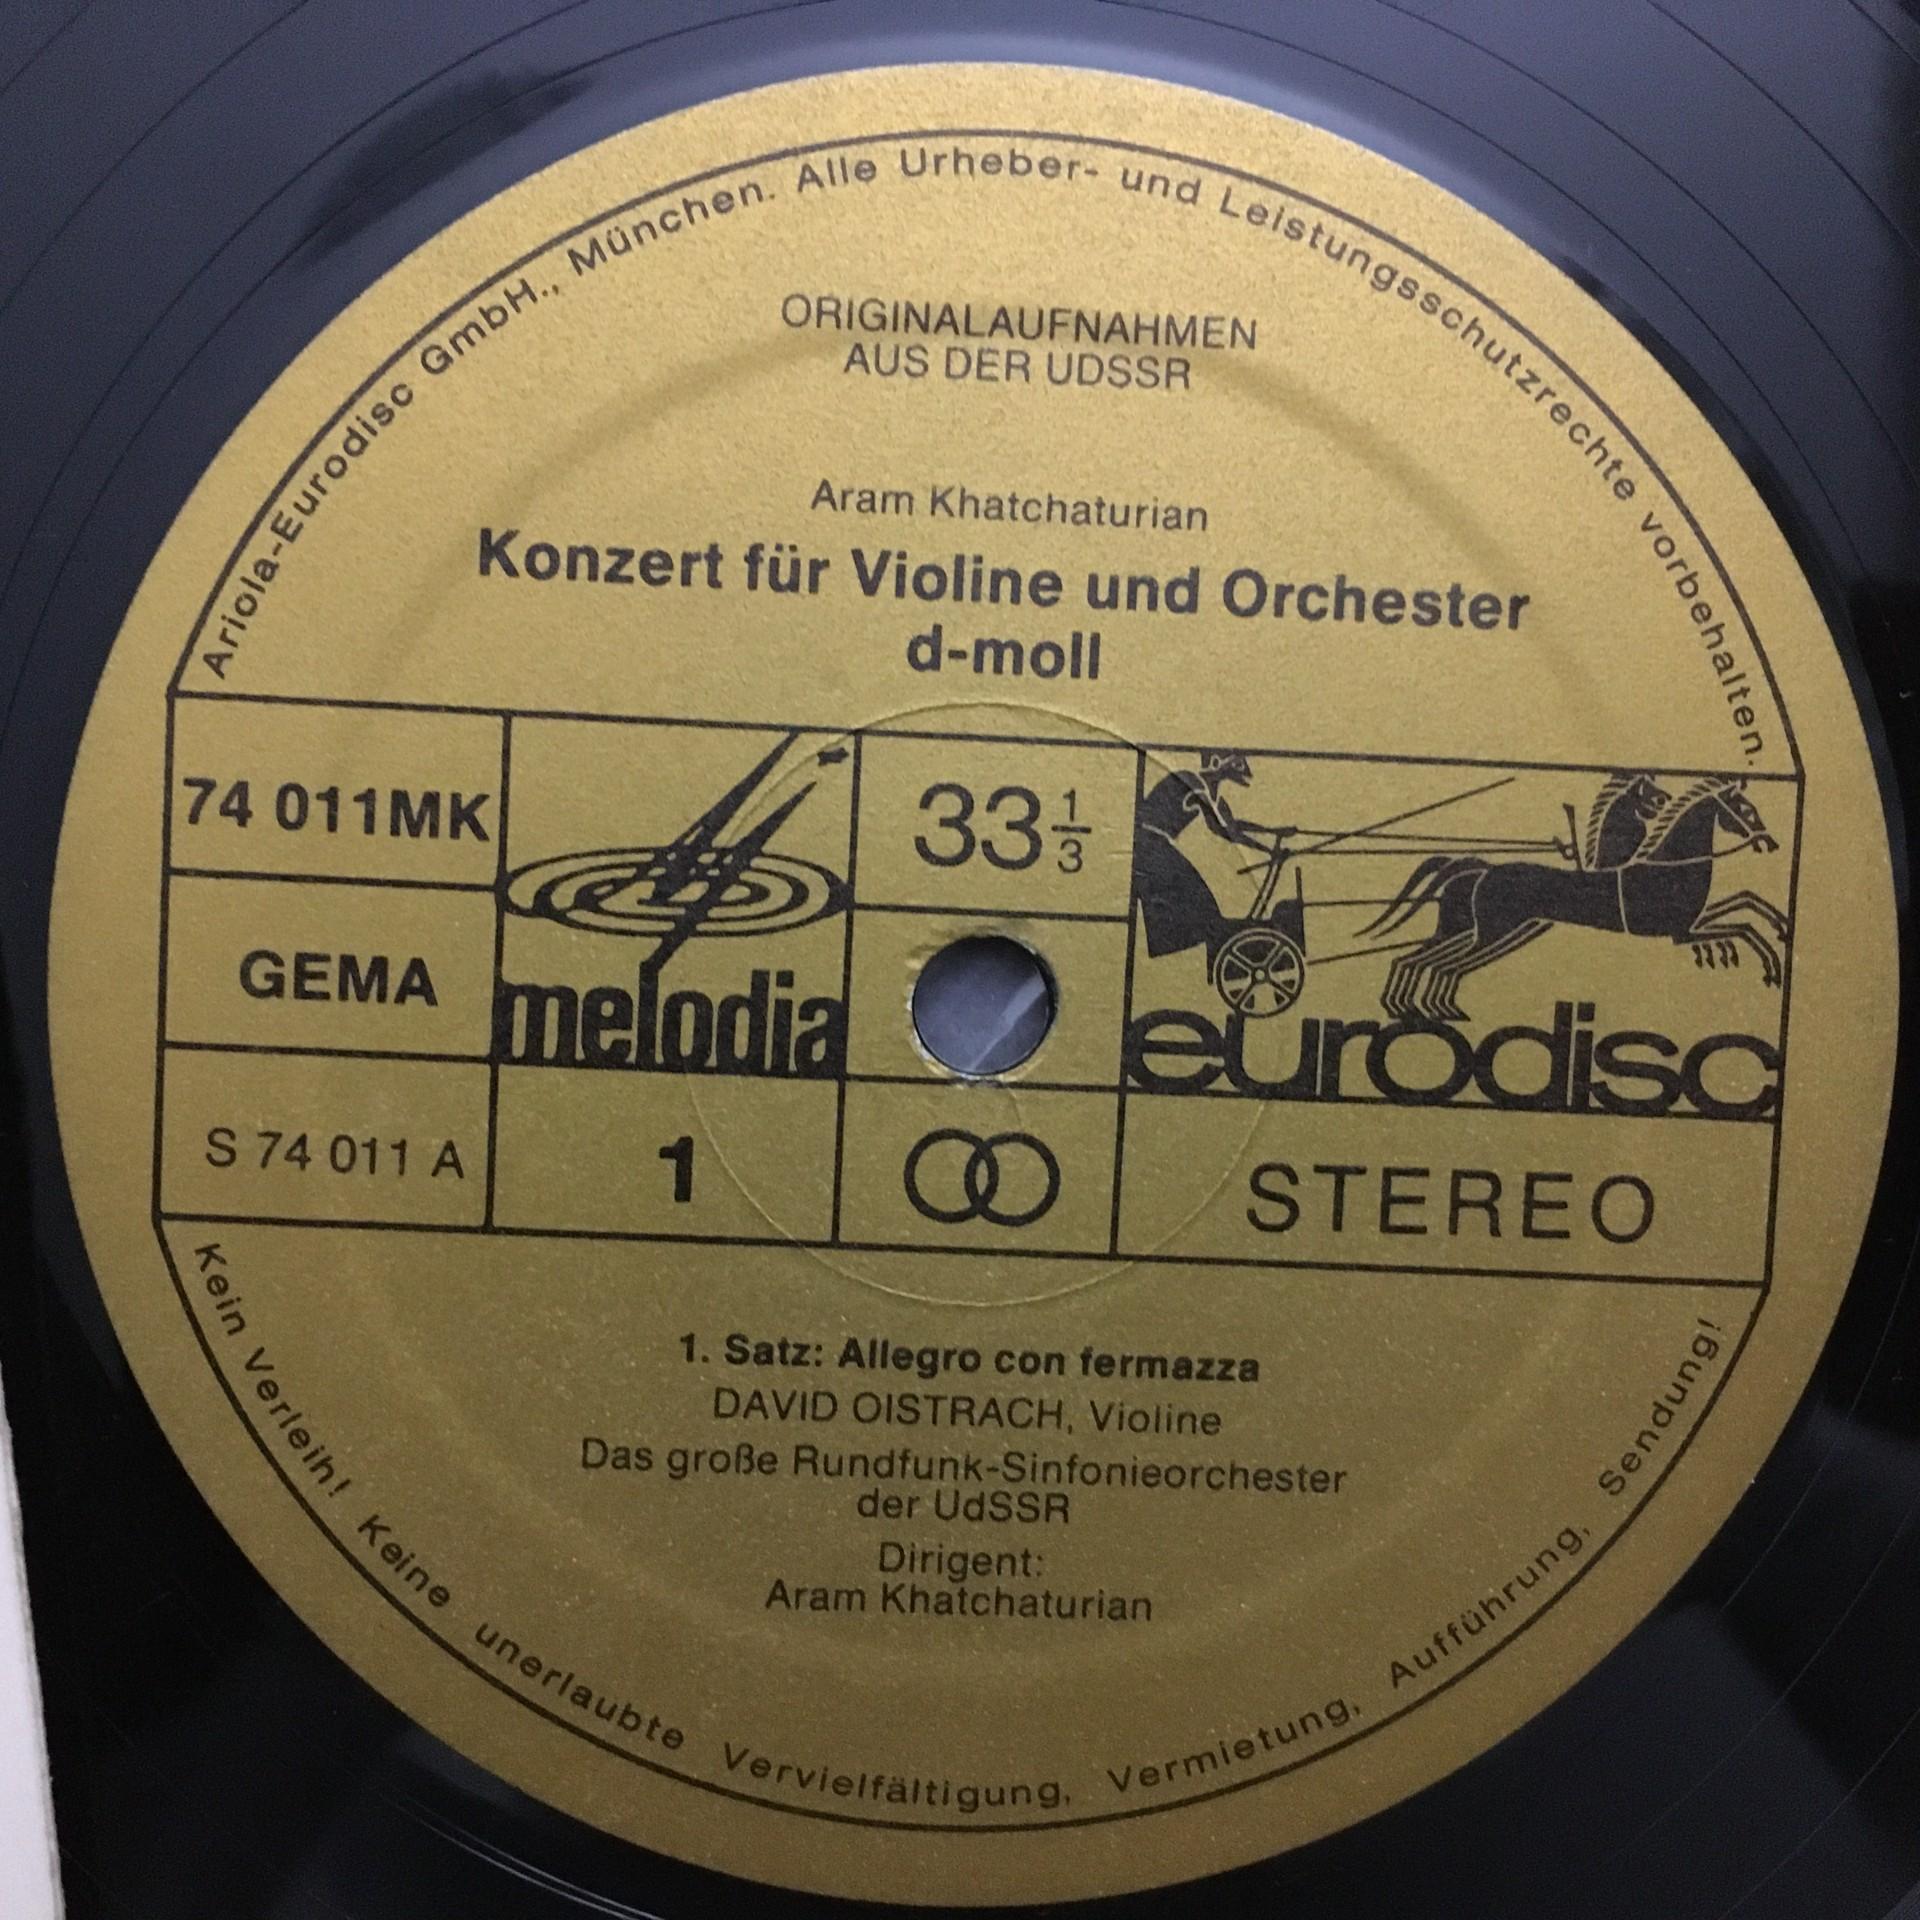 Ariola-Eurodisc GmbH., München. Alle Urheber- und Leistungsschutzrechte vorbehalten.
ORIGINALAUFNAHMEN
AUS DER UDSSR
Aram Khatchaturian
Konzert für Violine und Orchester
d-moll
74 011MK
33 1/3
GEMA
melodia
eurodisc
S 74 011 A
1
STEREO
1. Satz: Allegro con fermazza
DAVID OISTRACH, Violine
Das große Rundfunk-Sinfonieorchester
der UdSSR
Dirigent:
Aram Khatchaturian
Kein Verleih! Keine unerlaubte Vervielfältigung, Vermietung, Aufführung, Sendung!